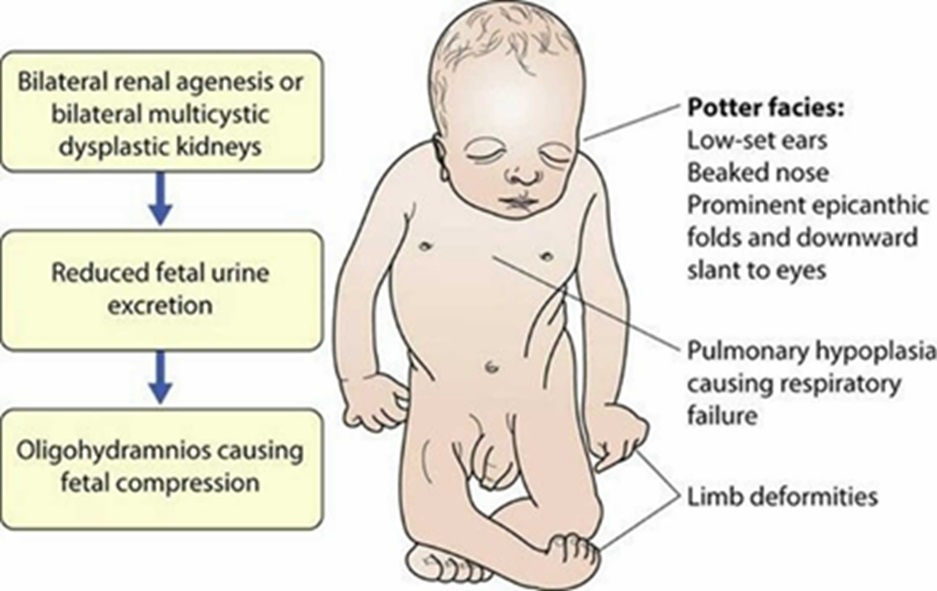 Bilateral renal agenesis or
bilateral multicystic
dysplastic kidneys
Reduced fetal urine
excretion
Oligohydramnios causing
fetal compression
Potter facies:
Low-set ears
Beaked nose
Prominent epicanthic
folds and downward
slant to eyes
Pulmonary hypoplasia
causing respiratory
failure
Limb deformities